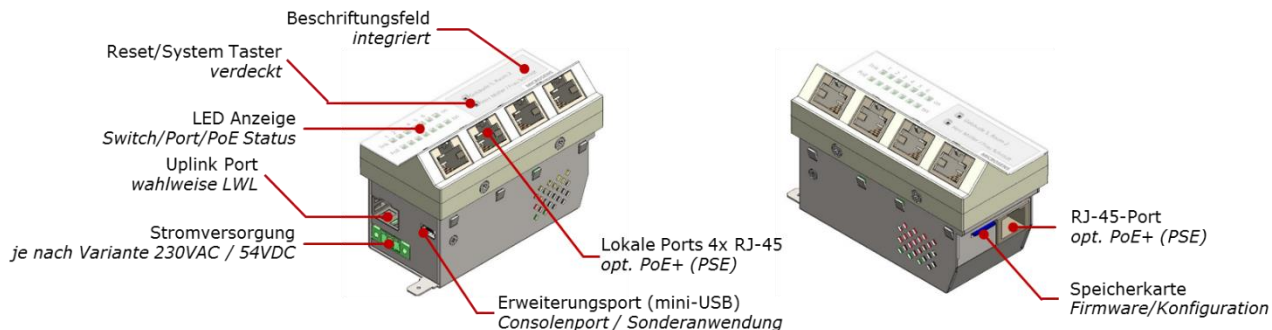 Beschriftungsfeld
integriert
Reset/System Taster
verdeckt
LED Anzeige
Switch/Port/PoE Status
Uplink Port
wahlweise LWL
Stromversorgung
je nach Variante 230VAC / 54VDC
Lokale Ports 4x RJ-45
opt. PoE+ (PSE)
Erweiterungsport (mini-USB)
Consolenport / Sonderanwendung
RJ-45-Port
opt. PoE+ (PSE)
Speicherkarte
Firmware/Konfiguration